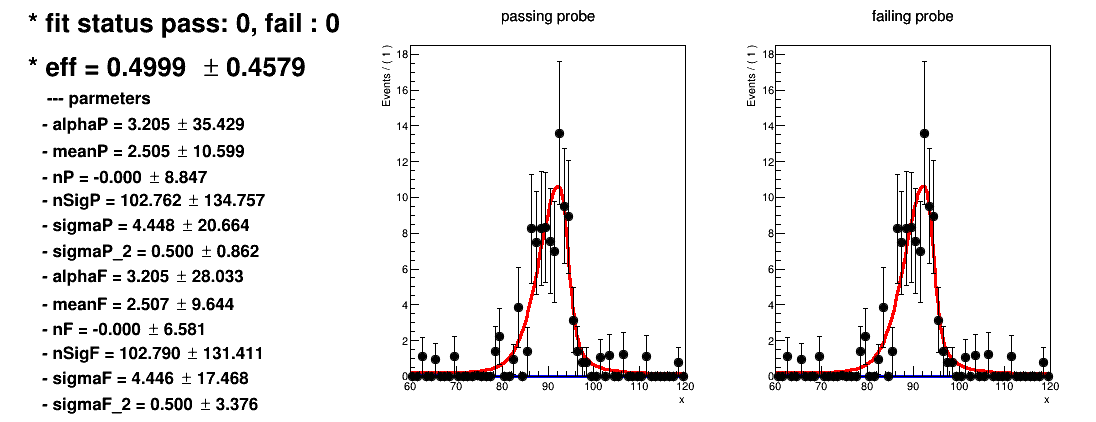 * fit status pass: 0, fail : 0
* eff = 0.4999 ± 0.4579
--- parmeters
- alphaP = 3.205 ± 35.429
- meanP = 2.505 ± 10.599
- nP = -0.000 ± 8.847
- nSigP = 102.762 ± 134.757
- sigmaP = 4.448 ± 20.664
- sigmaP_2 = 0.500 ± 0.862
- alphaF = 3.205 ± 28.033
- meanF = 2.507 ± 9.644
- nF = -0.000 ± 6.581
- nSigF = 102.790 ± 131.411
- sigmaF = 4.446 ± 17.468
- sigmaF_2 = 0.500 ± 3.376
passing probe
Events / ( 1 )
18
16
14
12
10
8
6
4
2
0
60 70 80 90 100 110 120
x
failing probe
Events / ( 1 )
18
16
14
12
10
8
6
4
2
0
60 70 80 90 100 110 120
x